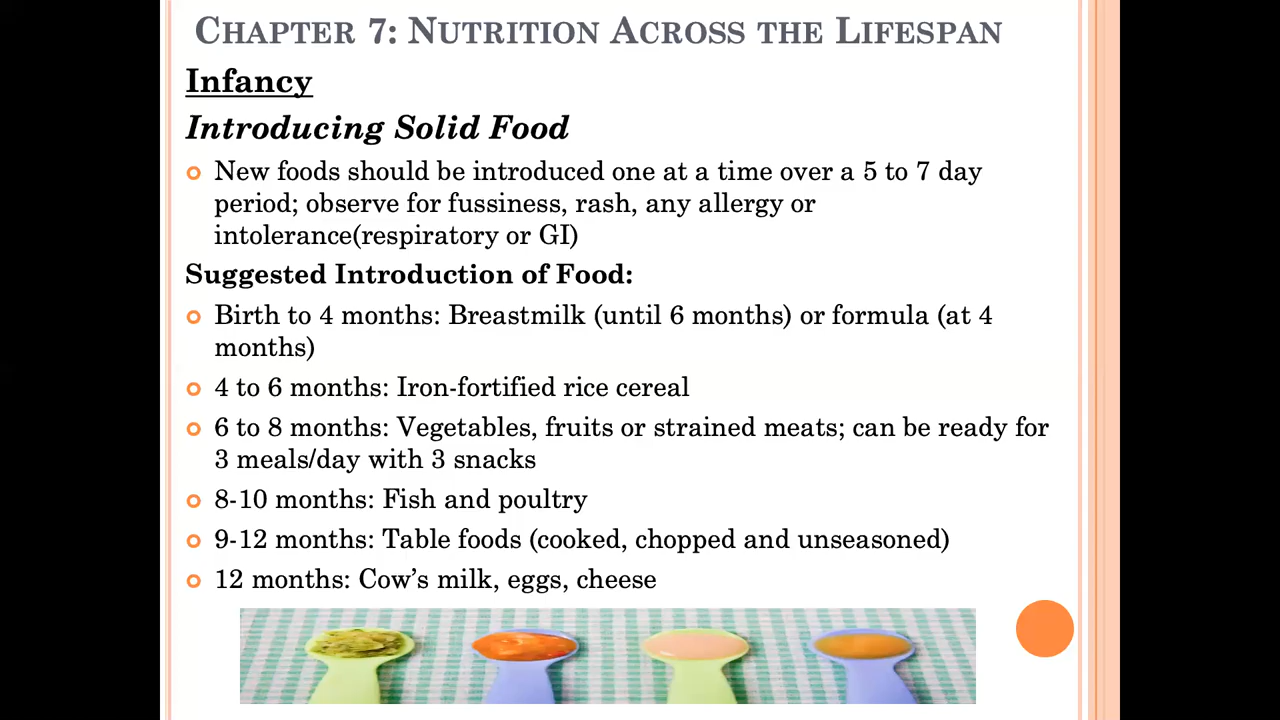 CHAPTER 7: NUTRITION ACROSS THE LIFESPAN
Infancy
Introducing Solid Food
New foods should be introduced one at a time over a 5 to 7 day
period; observe for fussiness, rash, any allergy or
intolerance(respiratory or GI)
Suggested Introduction of Food:
Birth to 4 months: Breastmilk (until 6 months) or formula (at 4
months)
4 to 6 months: Iron-fortified rice cereal
6 to 8 months: Vegetables, fruits or strained meats; can be ready for
3 meals/day with 3 snacks
8-10 months: Fish and poultry
9-12 months: Table foods (cooked, chopped and unseasoned)
12 months: Cow’s milk, eggs, cheese